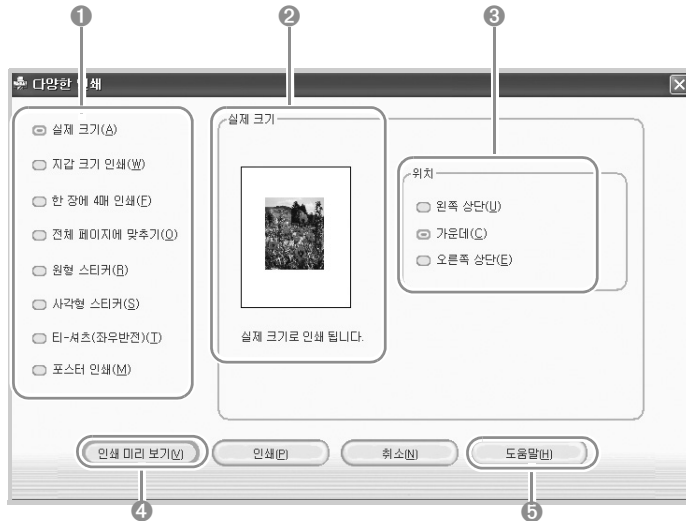 ❶ ❷ ❸
다양한 인쇄
실제 크기(A)
지갑 크기 인쇄(W)
한 장에 4매 인쇄(F)
전체 페이지에 맞추기(O)
원형 스티커(R)
사각형 스티커(S)
티-셔츠(좌우반전)(T)
포스터 인쇄(M)
실제 크기
실제 크기로 인쇄 됩니다.
위치
왼쪽 상단(U)
가운데(C)
오른쪽 상단(E)
인쇄 미리 보기(V) 인쇄(P) 취소(N) 도움말(H)
❹ ❺